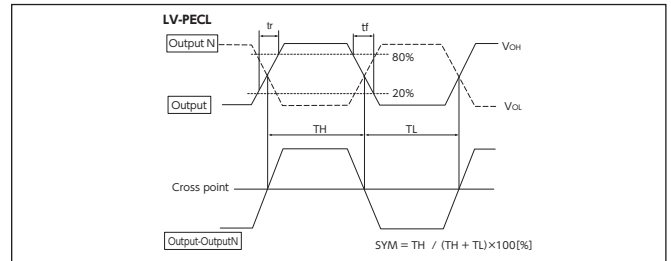 LV-PECL
tr
tf
Output N
VOH
80%
20%
Output
VOL
TH
TL
Cross point
Output-OutputN
SYM = TH / (TH + TL)×100[%]